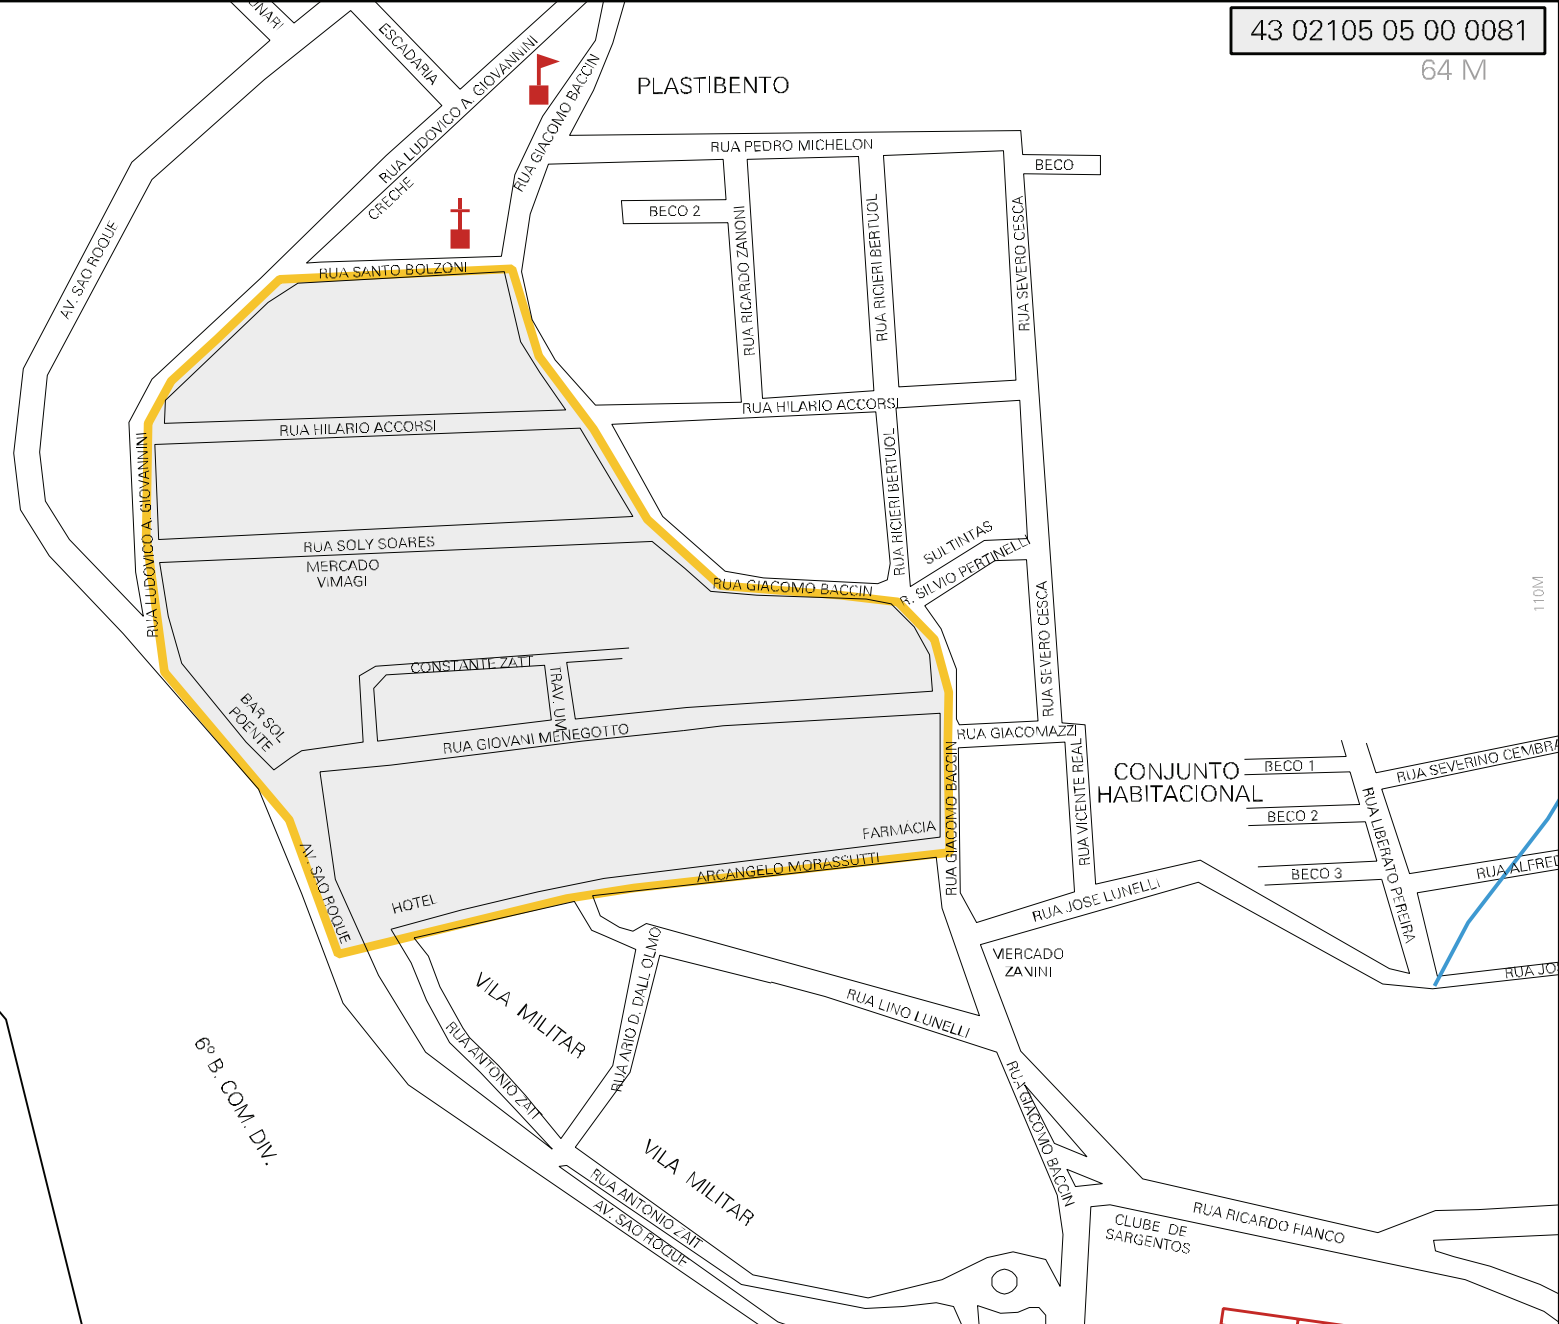 43 02105 05 00 0081
64 M
ESCADARIA
RUA LUDOVICO A. GIOVANNINI
RUA GIACOMO BACCIN
PLASTIBENTO
RUA PEDRO MICHELON
BECO
CRECHE
BECO 2
AV. SAO ROQUE
RUA RICARDO ZANONI
RUA RICIERI BERTUOL
RUA SEVERO CESCA
RUA SANTO BOLZONI
RUA HILARIO ACCORSI
RUA HILARIO ACCORSI
RUA LUDOVICO A. GIOVANNINI
RUA RICIERI BERTUOL
SULTINTAS
R. SILVIO PERTINELLI
RUA SOLY SOARES
MERCADO
VIMAGI
RUA GIACOMO BACCIN
110M
RUA SEVERO CESCA
CONSTANTE ZATT
TRAV. UM
BAR SOL
POENTE
RUA GIOVANI MENEGOTTO
RUA GIACOMAZZI
RUA GIACOMO BACCIN
RUA VICENTE REAL
CONJUNTO
HABITACIONAL
BECO 1
RUA SEVERINO CEMBRA
BECO 2
RUA LIBERATO PEREIRA
BECO 3
RUA ALFRED
FARMÁCIA
ARCANGELO MORASSUTTI
AV. SAO ROQUE
HOTEL
RUA JOSE LUNELLI
MERCADO
ZANINI
RUA JO
VILA MILITAR
RUA ARIO D. DALL OLMO
RUA LINO LUNELLI
RUA ANTONIO ZATT
6º B. COM. DIV.
RUA GIACOMO BACCIN
VILA MILITAR
RUA ANTONIO ZATT
AV. SAO ROQUE
CLUBE DE
SARGENTOS
RUA RICARDO FIANCO